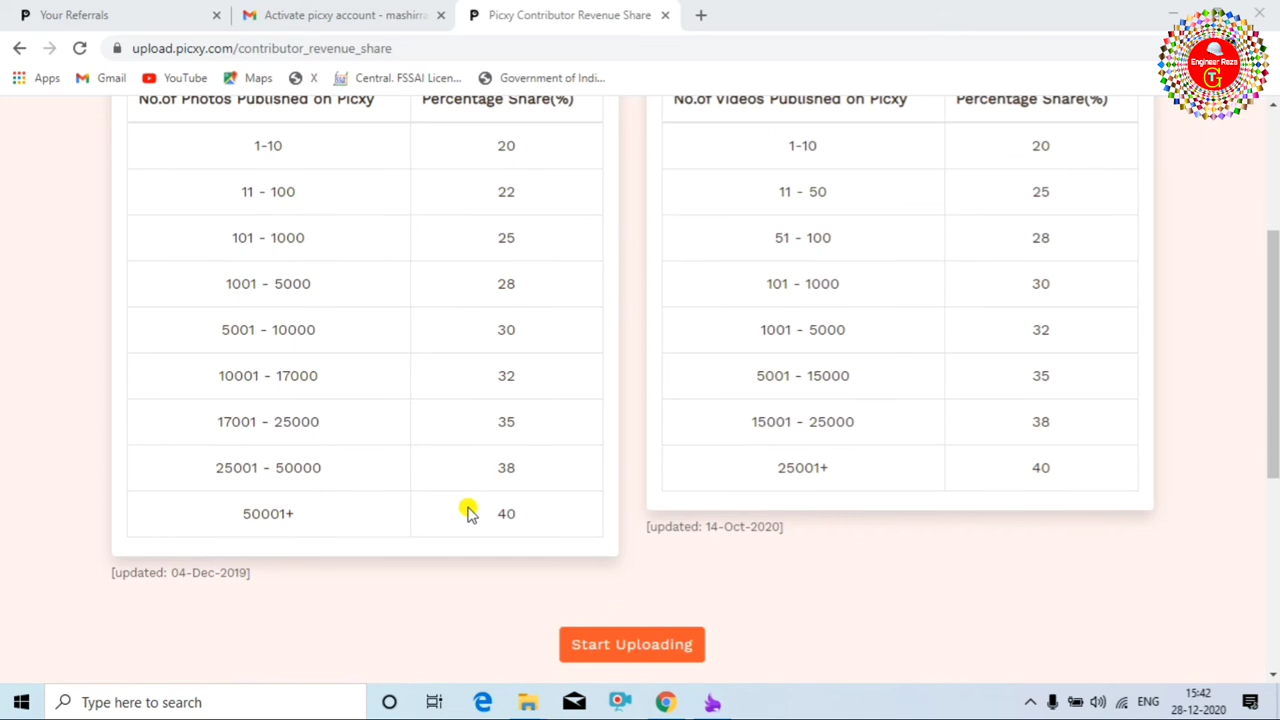 Your Referrals
Activate picxy account - mashirra
Picxy Contributor Revenue Share
upload.picxy.com/contributor_revenue_share
Apps
Gmail
YouTube
Maps
X
Central. FSSAI Licen...
Government of Indi...
Engineer Reza
TG
No.of Photos Published on Picxy Percentage Share(%)
1-10 20
11 - 100 22
101 - 1000 25
1001 - 5000 28
5001 - 10000 30
10001 - 17000 32
17001 - 25000 35
25001 - 50000 38
50001+ 40
[updated: 04-Dec-2019]
No.of Videos Published on Picxy Percentage Share(%)
1-10 20
11 - 50 25
51 - 100 28
101 - 1000 30
1001 - 5000 32
5001 - 15000 35
15001 - 25000 38
25001+ 40
[updated: 14-Oct-2020]
Start Uploading
Type here to search
ENG
15:42
28-12-2020